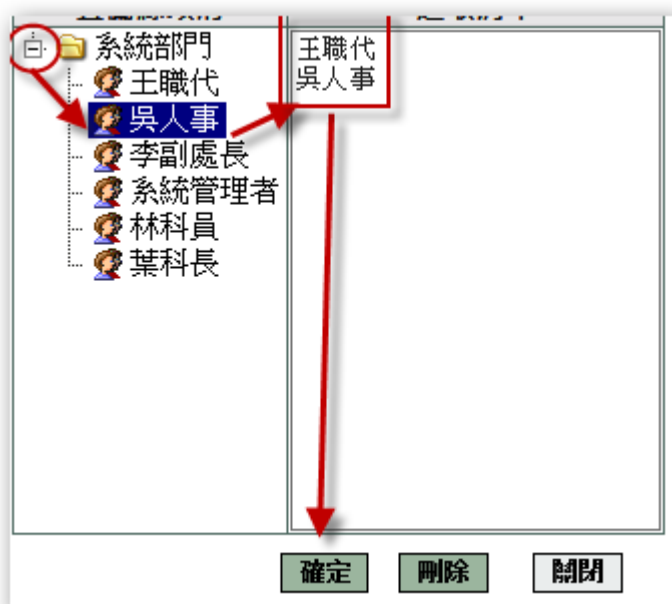 系統部門
王職代
吳人事
李副處長
系統管理者
林科員
葉科長
王職代
吳人事
確定
刪除
關閉